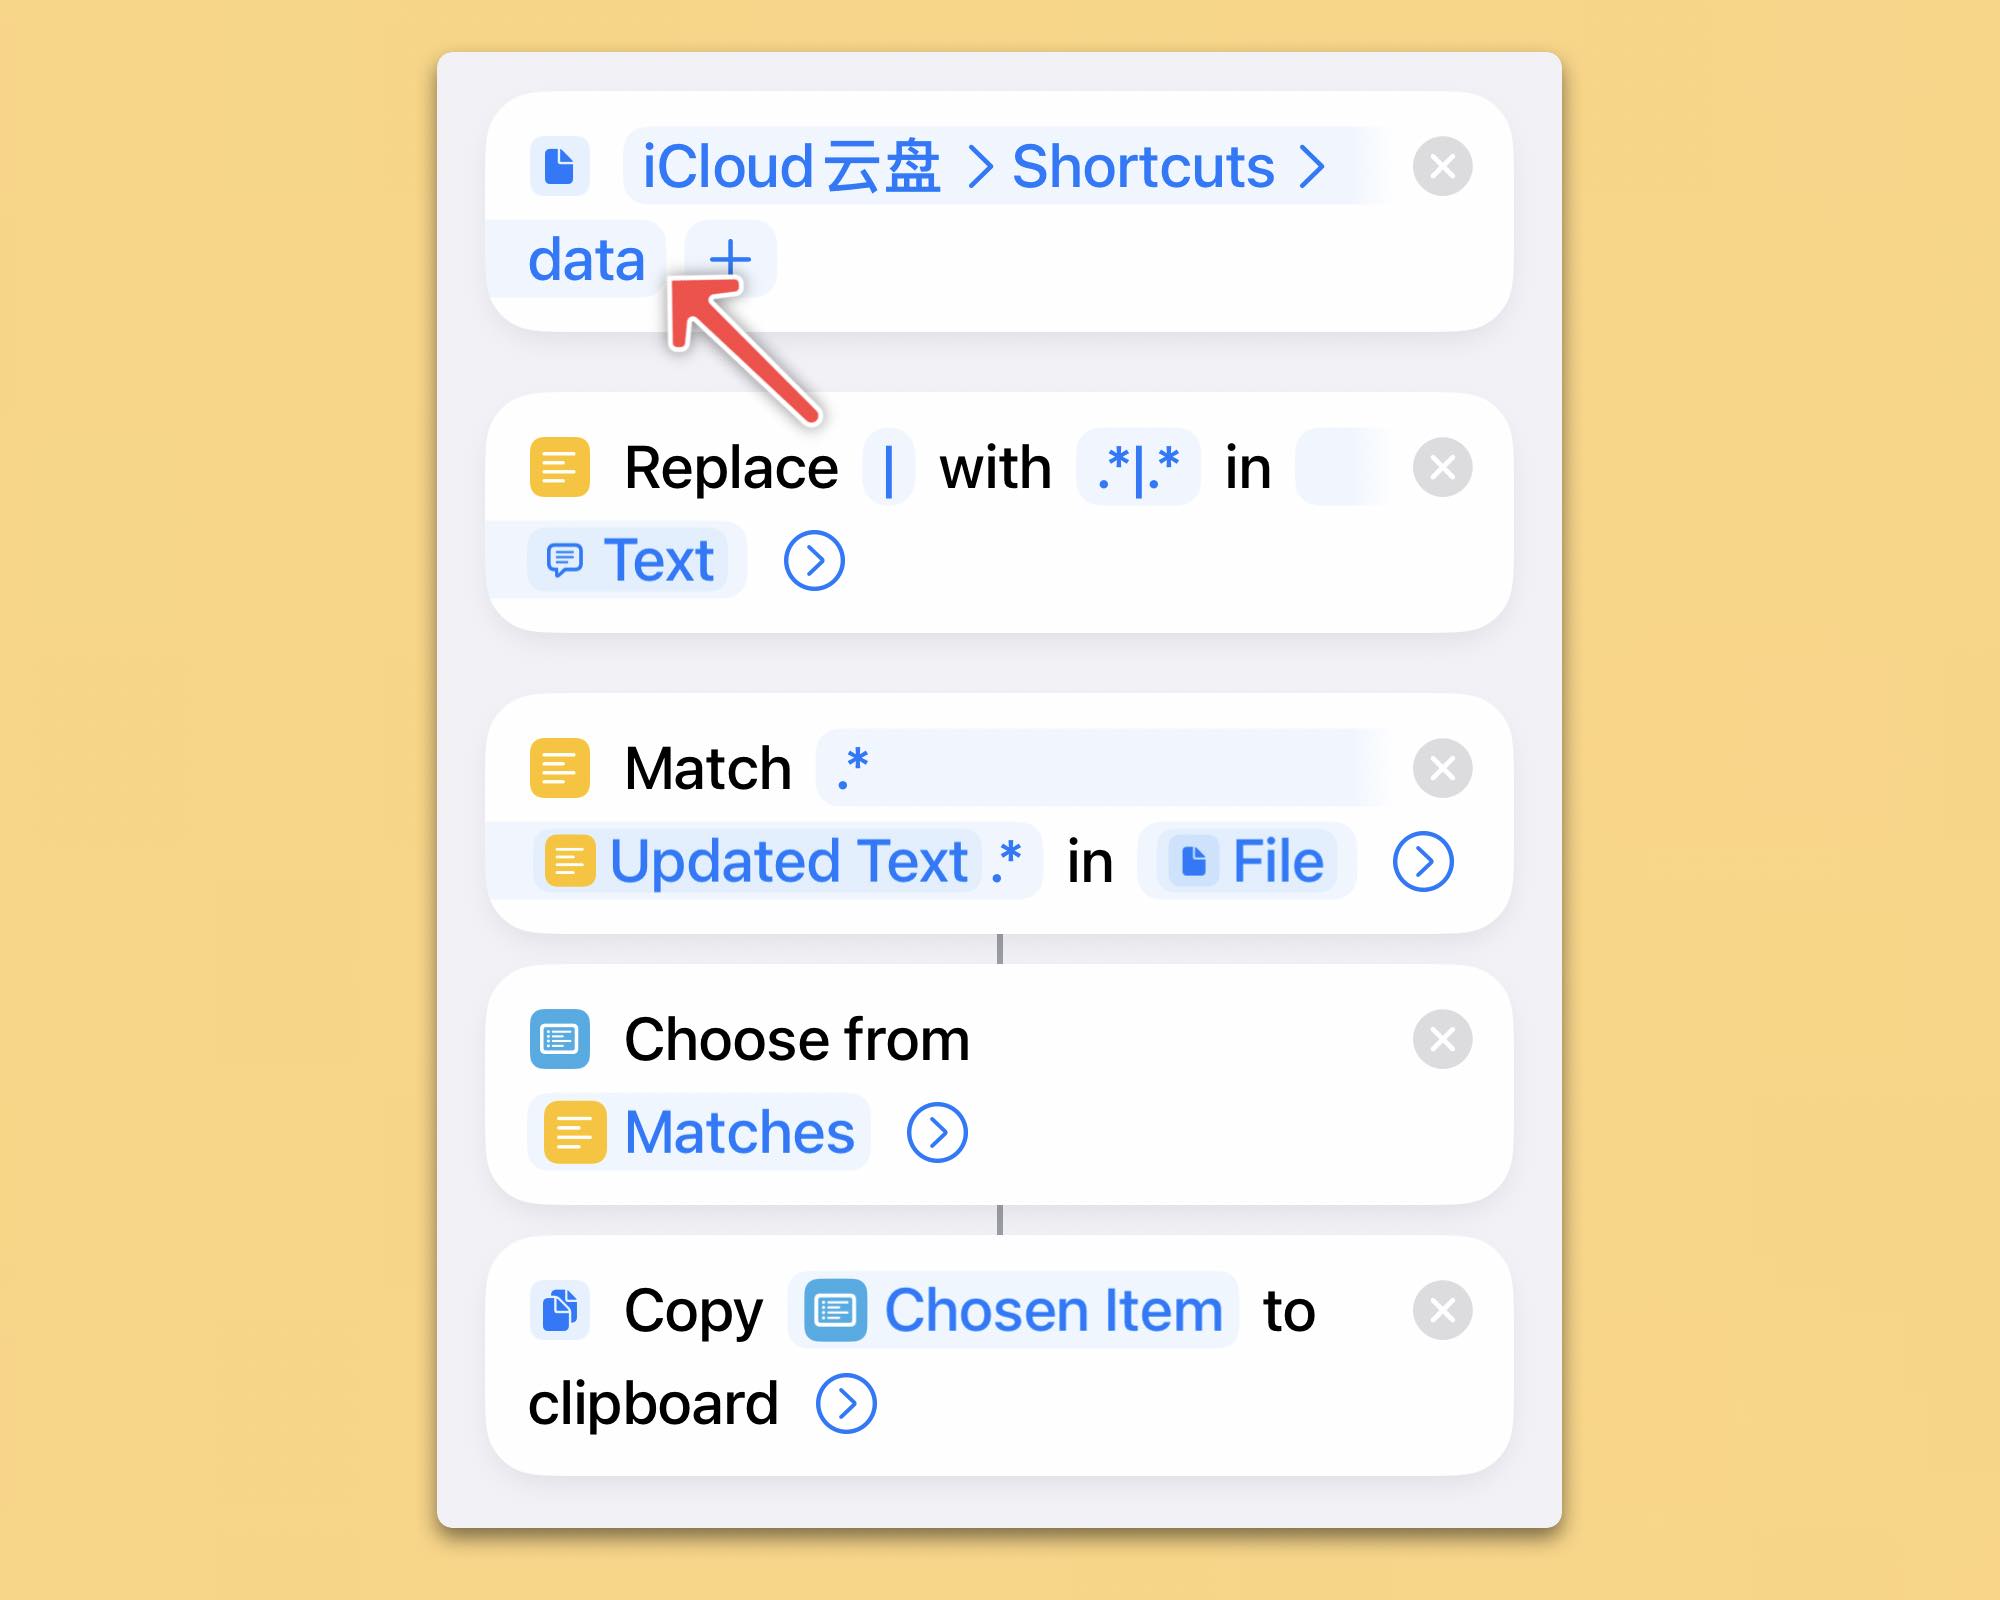 iCloud云盘 > Shortcuts >
data +
Replace | with .*|.* in
Text
Match .*
Updated Text .* in File
Choose from
Matches
Copy Chosen Item to
clipboard